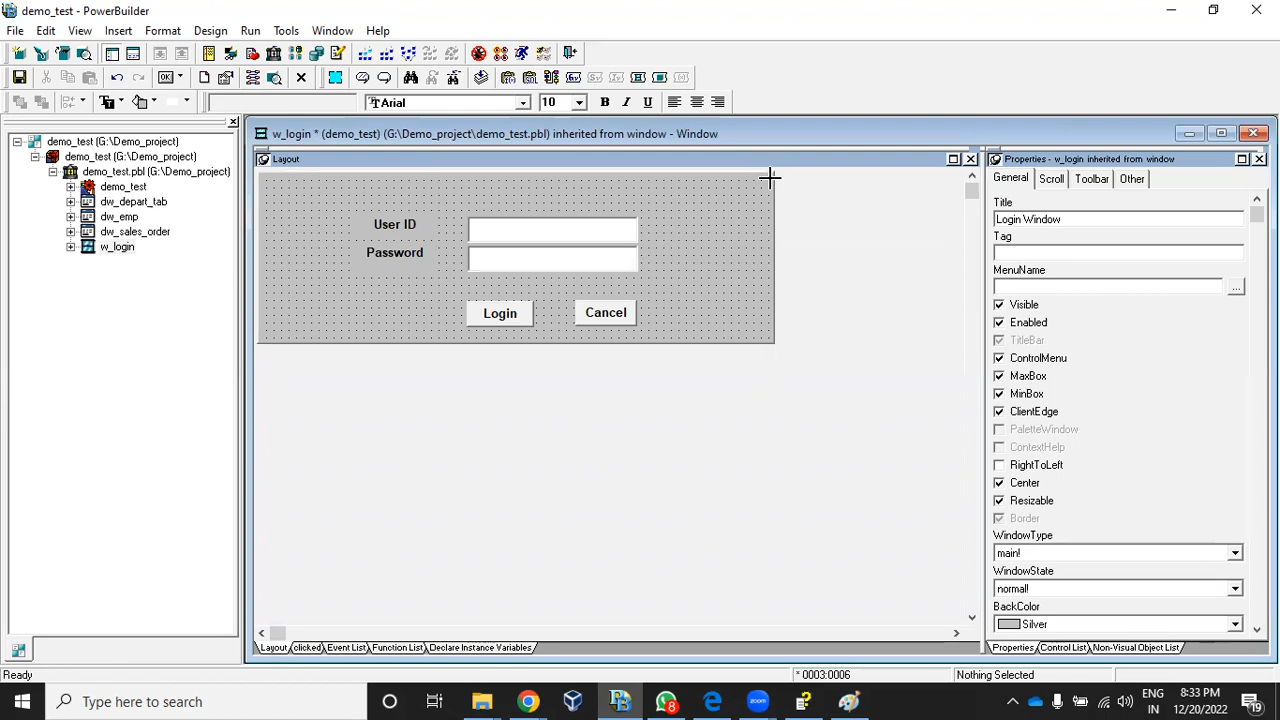 demo_test - PowerBuilder
File Edit View Insert Format Design Run Tools Window Help
OK
Arial 10 B I U
demo_test (G:\Demo_project)
demo_test (G:\Demo_project)
demo_test.pbl (G:\Demo_project)
demo_test
dw_depart_tab
dw_emp
dw_sales_order
w_login
w_login * (demo_test) (G:\Demo_project\demo_test.pbl) inherited from window - Window
Layout
User ID
Password
Login Cancel
Layout clicked Event List Function List Declare Instance Variables
Properties - w_login inherited from window
General Scroll Toolbar Other
Title
Login Window
Tag
MenuName
...
Visible
Enabled
TitleBar
ControlMenu
MaxBox
MinBox
ClientEdge
PaletteWindow
ContextHelp
RightToLeft
Center
Resizable
Border
WindowType
main!
WindowState
normal!
BackColor
Silver
Properties Control List Non-Visual Object List
Ready * 0003:0006 Nothing Selected
Type here to search
8
zoom
ENG
IN
8:33 PM
12/20/2022
19